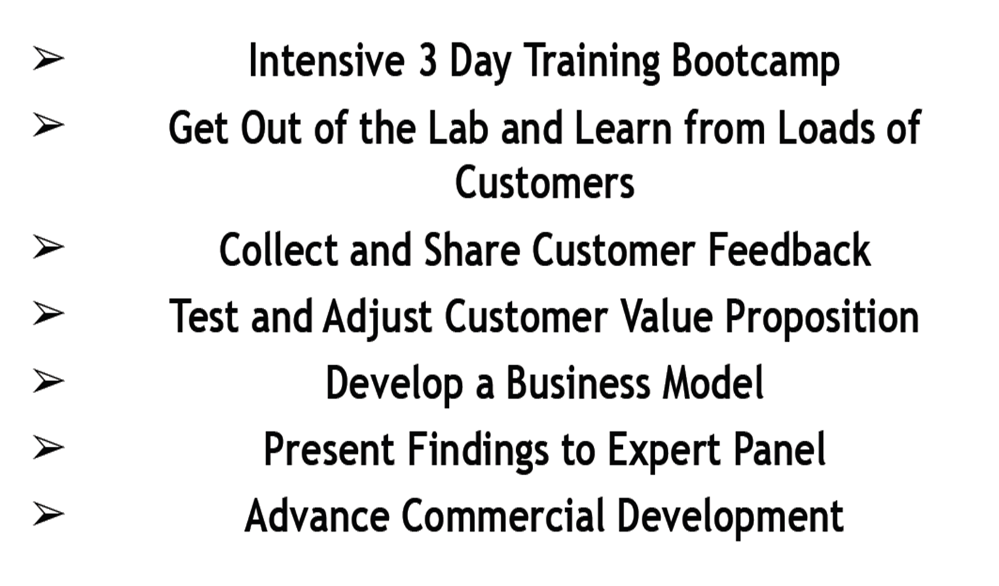 ➢ Intensive 3 Day Training Bootcamp
➢ Get Out of the Lab and Learn from Loads of
Customers
➢ Collect and Share Customer Feedback
➢ Test and Adjust Customer Value Proposition
➢ Develop a Business Model
➢ Present Findings to Expert Panel
➢ Advance Commercial Development